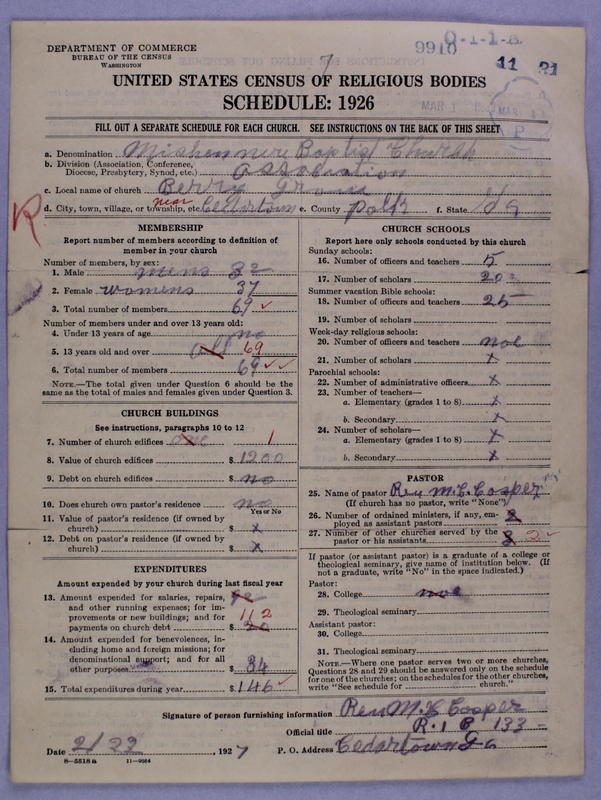 DEPARTMENT OF COMMERCE
BUREAU OF THE CENSUS
WASHINGTON
9910
O-1-1-B.
11 21
MAR 1
UNITED STATES CENSUS OF RELIGIOUS BODIES
SCHEDULE: 1926
FILL OUT A SEPARATE SCHEDULE FOR EACH CHURCH. SEE INSTRUCTIONS ON THE BACK OF THIS SHEET
a. Denomination Baptist Church
b. Division (Association, Conference, Diocese, Presbytery, Synod, etc.) association
c. Local name of church Berry
R
d. City, town, village, or township, etc. near Cedartown e. County Polk f. State Ga
MEMBERSHIP
Report number of members according to definition of member in your church
Number of members, by sex:
1. Male mens 32
2. Female womens 37
3. Total number of members 69 ✓
Number of members under and over 13 years old:
4. Under 13 years of age no
5. 13 years old and over all 69
6. Total number of members 69 ✓✓
NOTE.—The total given under Question 6 should be the same as the total of males and females given under Question 3.
CHURCH BUILDINGS
See instructions, paragraphs 10 to 12
7. Number of church edifices one 1
8. Value of church edifices $ 1200
9. Debt on church edifices $ no
10. Does church own pastor's residence no
Yes or No
11. Value of pastor's residence (if owned by church) $ x
12. Debt on pastor's residence (if owned by church) $ x
EXPENDITURES
Amount expended by your church during last fiscal year
13. Amount expended for salaries, repairs, and other running expenses; for improvements or new buildings; and for payments on church debt $ 112
14. Amount expended for benevolences, including home and foreign missions; for denominational support; and for all other purposes $ 34
15. Total expenditures during year $ 146 ✓
CHURCH SCHOOLS
Report here only schools conducted by this church
Sunday schools:
16. Number of officers and teachers 5
17. Number of scholars 20
Summer vacation Bible schools:
18. Number of officers and teachers 25
19. Number of scholars
Week-day religious schools:
20. Number of officers and teachers
21. Number of scholars x
Parochial schools:
22. Number of administrative officers x
23. Number of teachers—
a. Elementary (grades 1 to 8) x
b. Secondary x
24. Number of scholars—
a. Elementary (grades 1 to 8) x
b. Secondary x
PASTOR
25. Name of pastor Rev M.C. Cosper
(If church has no pastor, write "None")
26. Number of ordained ministers, if any, employed as assistant pastors
27. Number of other churches served by the pastor or his assistants 2 ✓
If pastor (or assistant pastor) is a graduate of a college or theological seminary, give name of institution below. (If not a graduate, write "No" in the space indicated.)
Pastor:
28. College
29. Theological seminary
Assistant pastor:
30. College
31. Theological seminary
NOTE.—Where one pastor serves two or more churches, Questions 28 and 29 should be answered only on the schedule for one of the churches; on the schedules for the other churches, write "See schedule for church."
Signature of person furnishing information Rev M. C Cosper
Official title R. 1 B 133
Date 2/22, 1927 P. O. Address Cedartown Ga
8—5518 a 11—9564